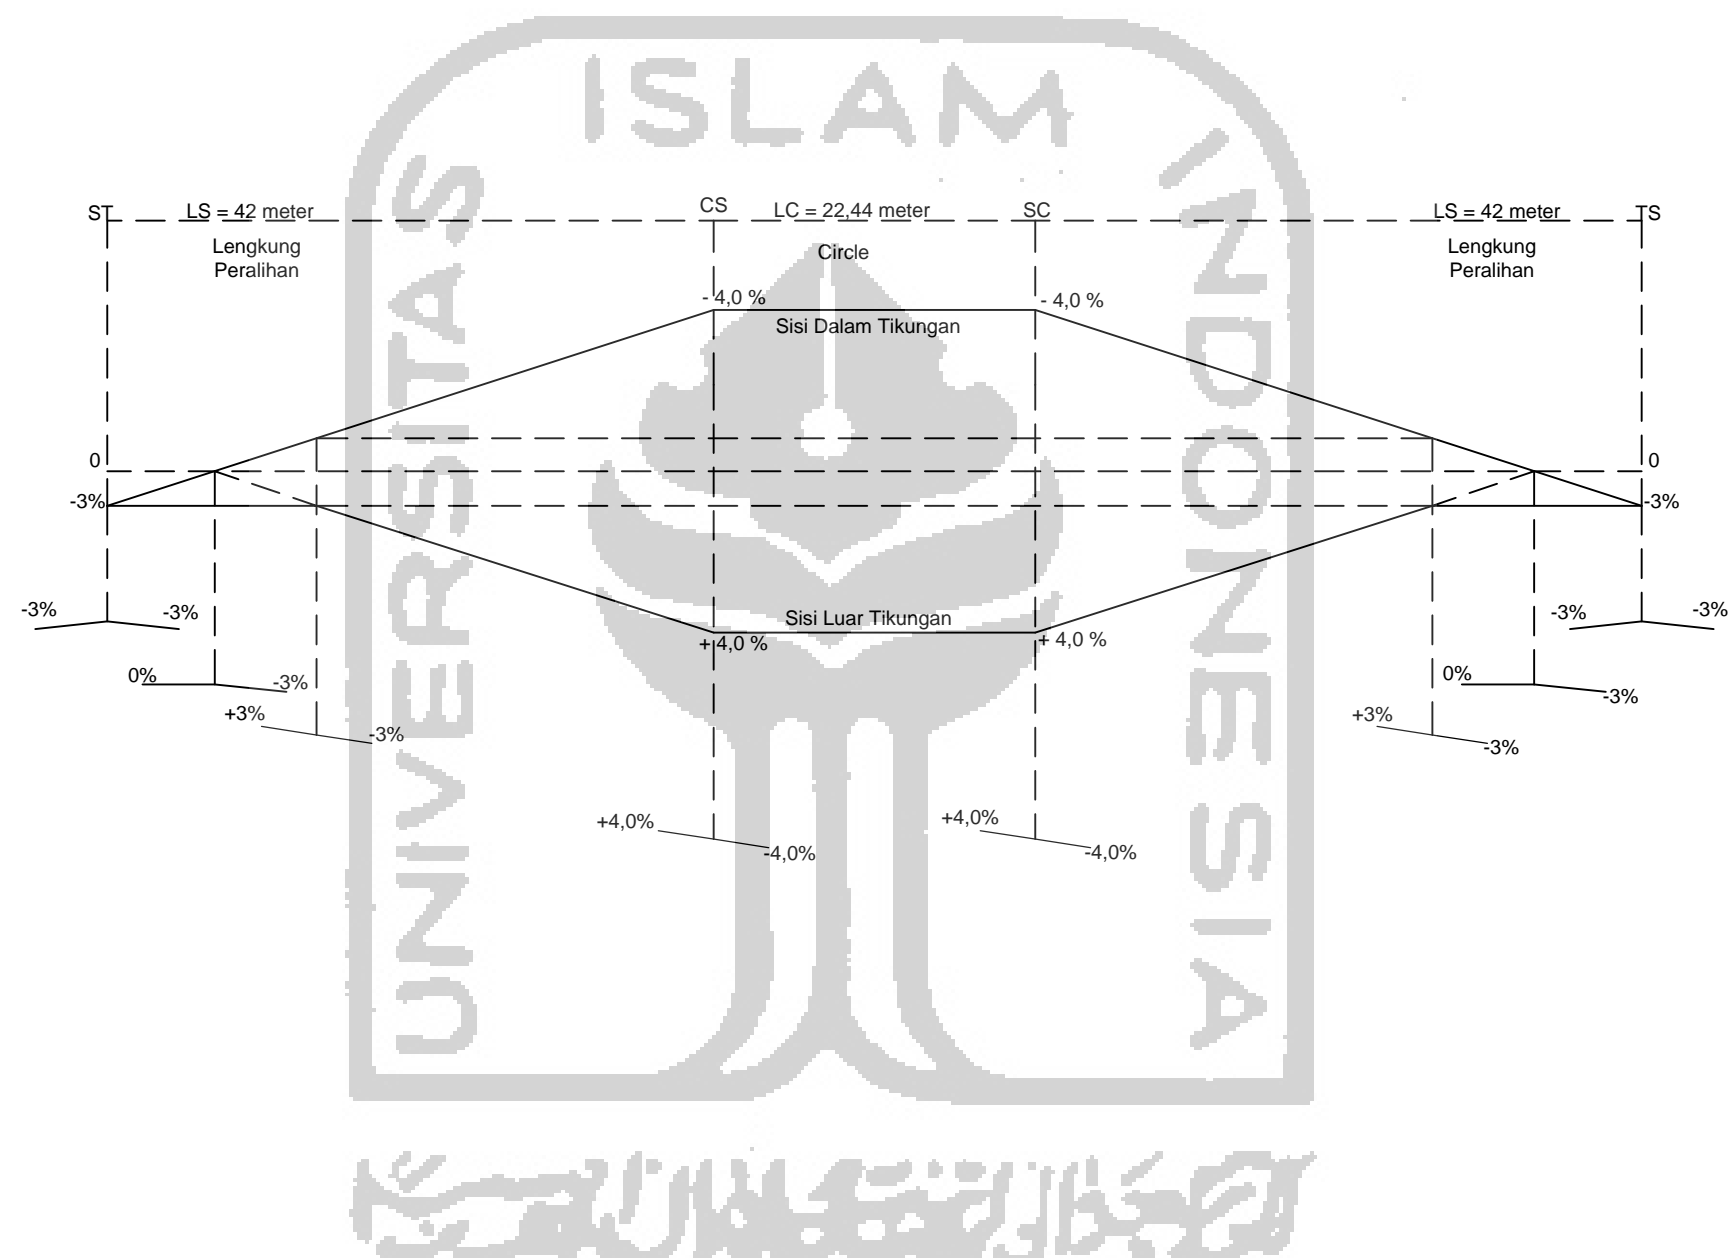 ISLAM
UNIVERSITAS
INDONESIA
ST
LS = 42 meter
CS
LC = 22,44 meter
SC
LS = 42 meter
TS
Lengkung
Peralihan
Circle
Lengkung
Peralihan
- 4,0 %
- 4,0 %
Sisi Dalam Tikungan
0
0
-3%
-3%
-3%
-3%
Sisi Luar Tikungan
-3%
-3%
+ 4,0 %
+ 4,0 %
0%
-3%
0%
-3%
+3%
-3%
+3%
-3%
+4,0%
-4,0%
+4,0%
-4,0%